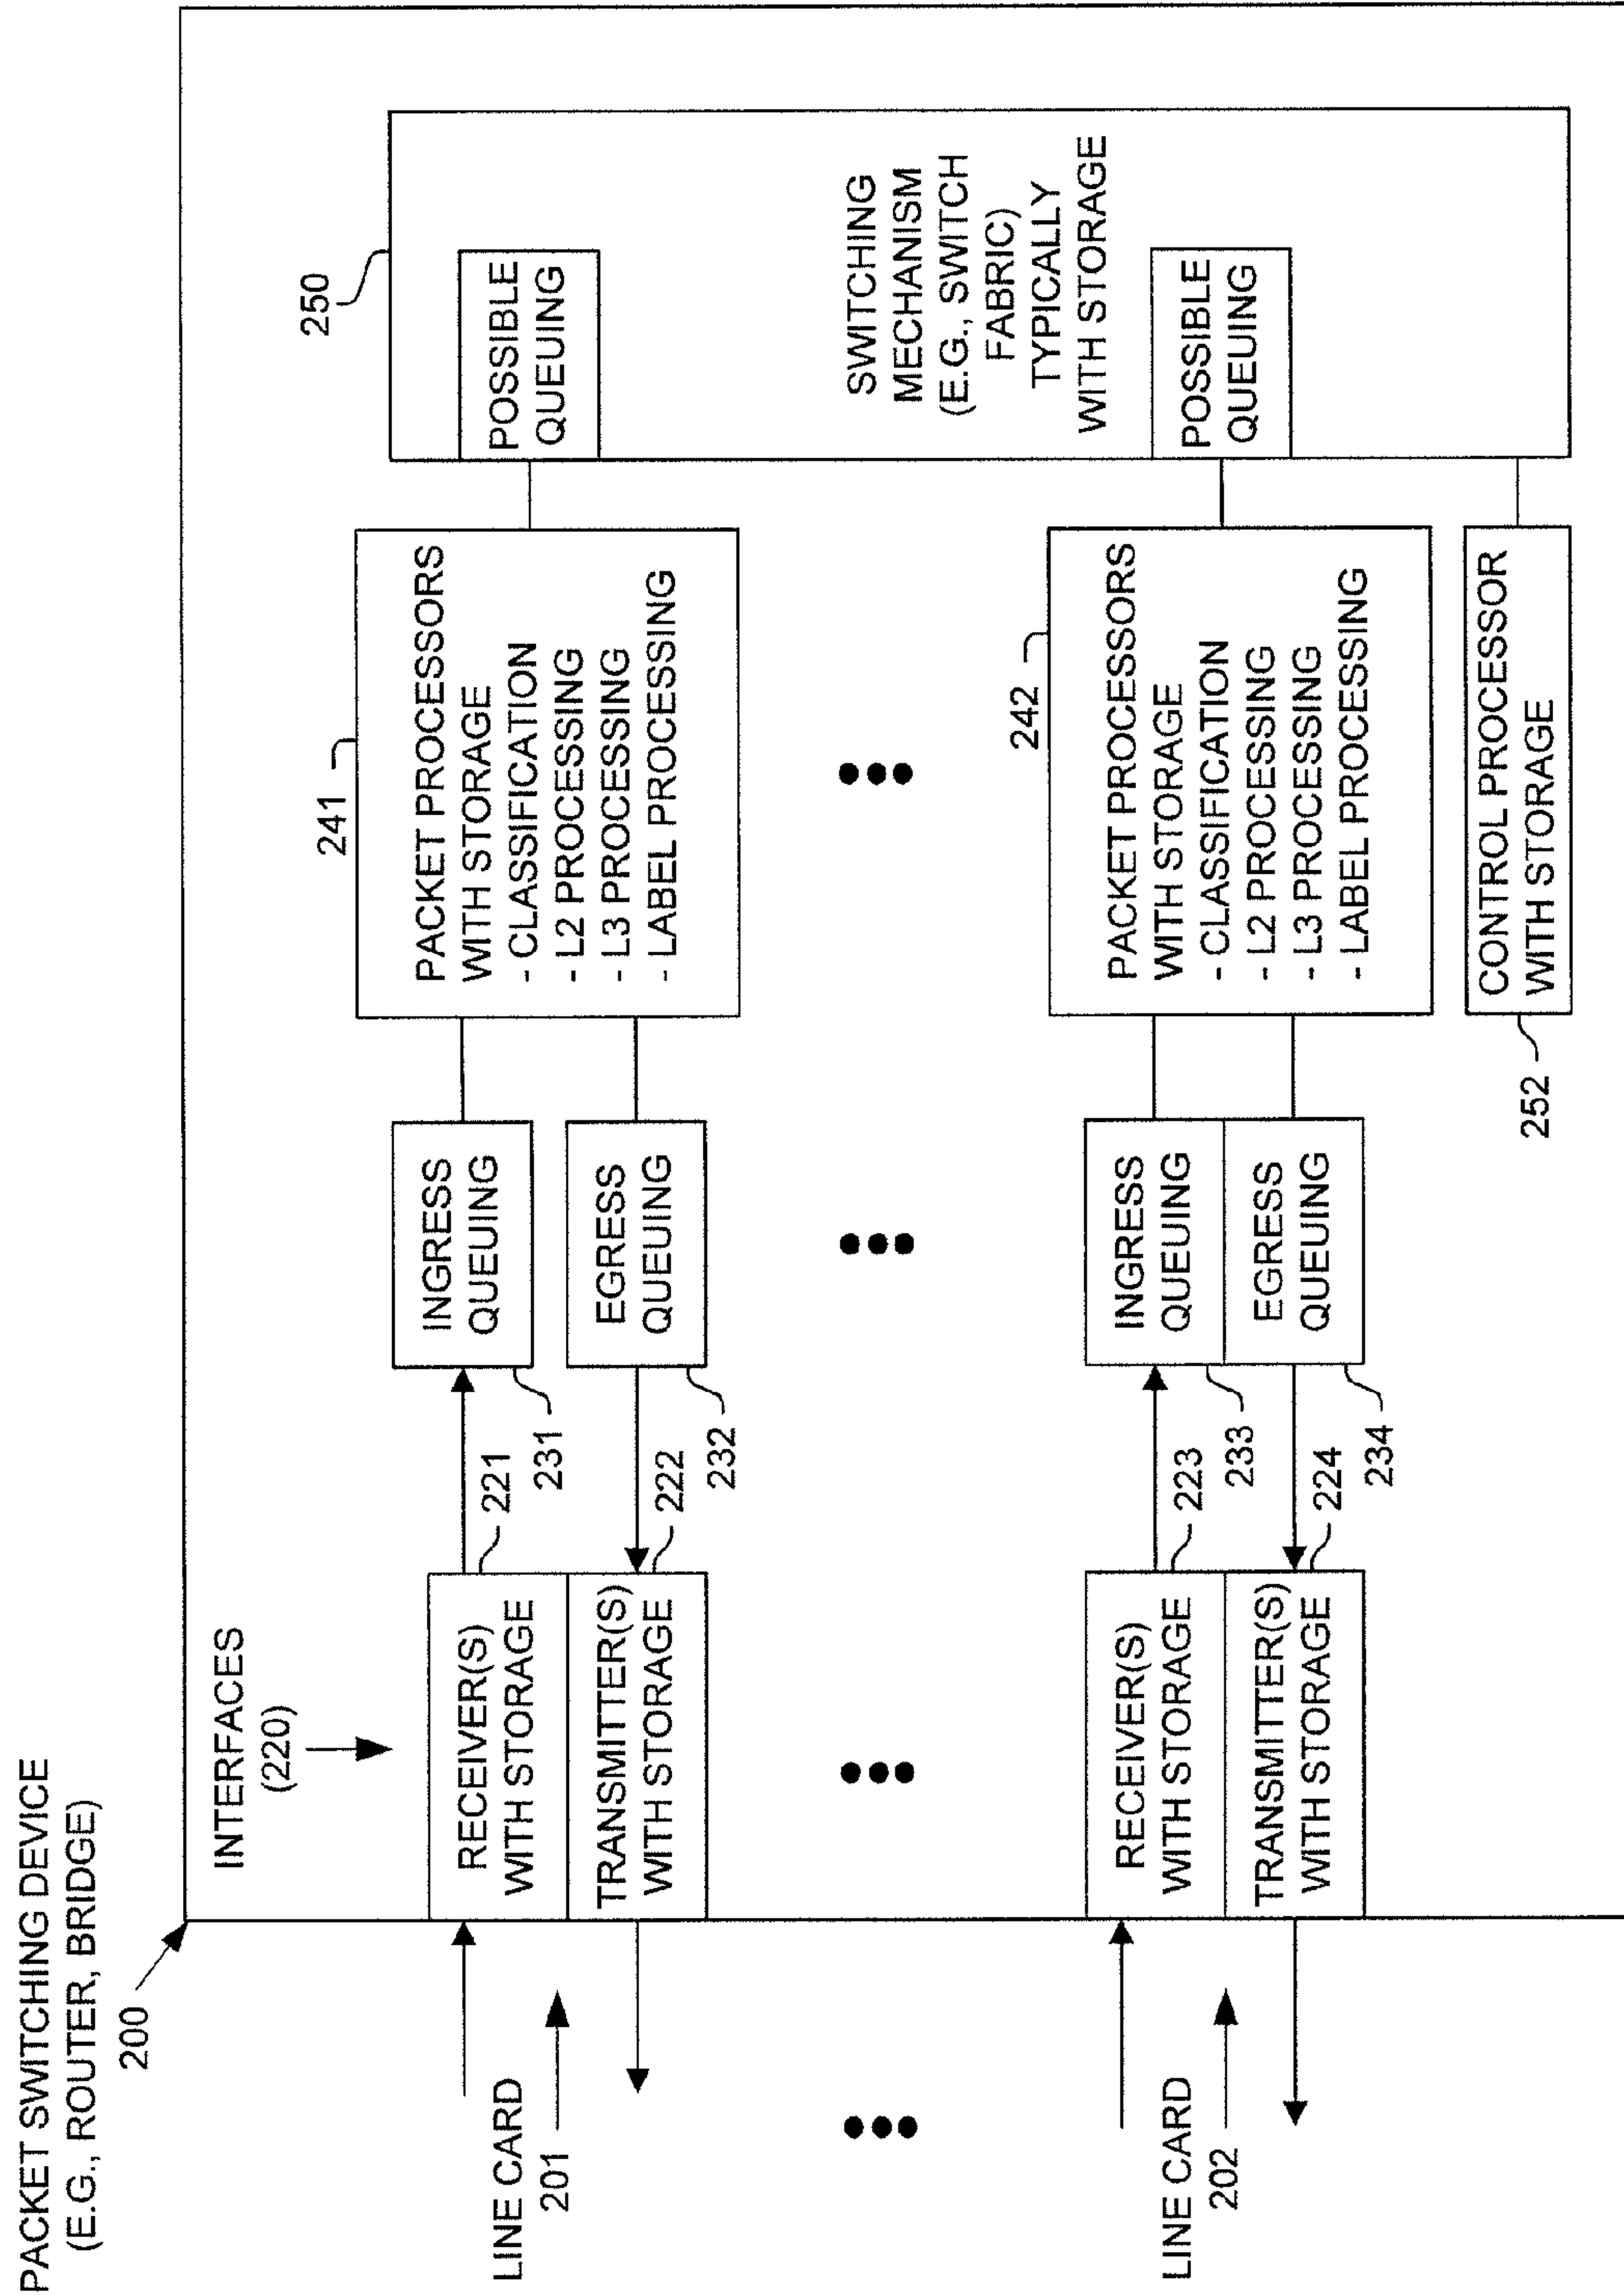 PACKET SWITCHING DEVICE
(E.G., ROUTER, BRIDGE)
200
INTERFACES
(220)
LINE CARD
201
RECEIVER(S)
WITH STORAGE
221
TRANSMITTER(S)
WITH STORAGE
222
INGRESS
QUEUING
231
EGRESS
QUEUING
232
241
PACKET PROCESSORS
WITH STORAGE
- CLASSIFICATION
- L2 PROCESSING
- L3 PROCESSING
- LABEL PROCESSING
250
POSSIBLE
QUEUING
SWITCHING
MECHANISM
(E.G., SWITCH
FABRIC)
TYPICALLY
WITH STORAGE
POSSIBLE
QUEUING
LINE CARD
202
RECEIVER(S)
WITH STORAGE
223
TRANSMITTER(S)
WITH STORAGE
224
INGRESS
QUEUING
233
EGRESS
QUEUING
234
242
PACKET PROCESSORS
WITH STORAGE
- CLASSIFICATION
- L2 PROCESSING
- L3 PROCESSING
- LABEL PROCESSING
252
CONTROL PROCESSOR
WITH STORAGE